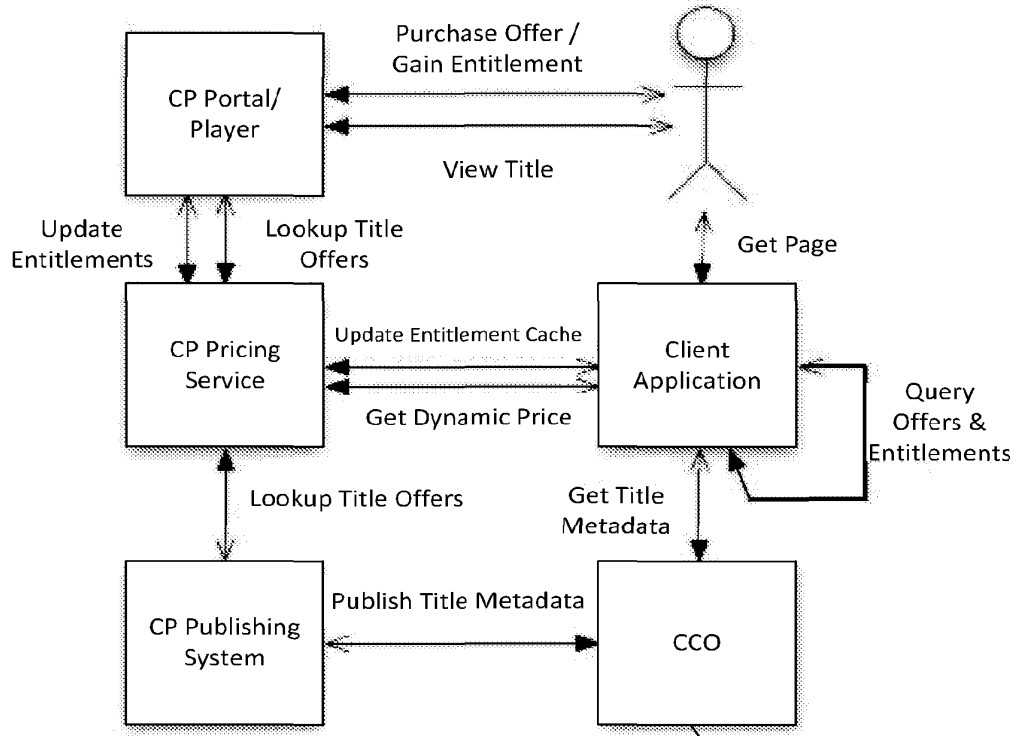 Purchase Offer /
Gain Entitlement
CP Portal/
Player
View Title
Update
Entitlements
Lookup Title
Offers
Get Page
CP Pricing
Service
Update Entitlement Cache
Get Dynamic Price
Client
Application
Query
Offers &
Entitlements
Lookup Title Offers
Get Title
Metadata
CP Publishing
System
Publish Title Metadata
CCO